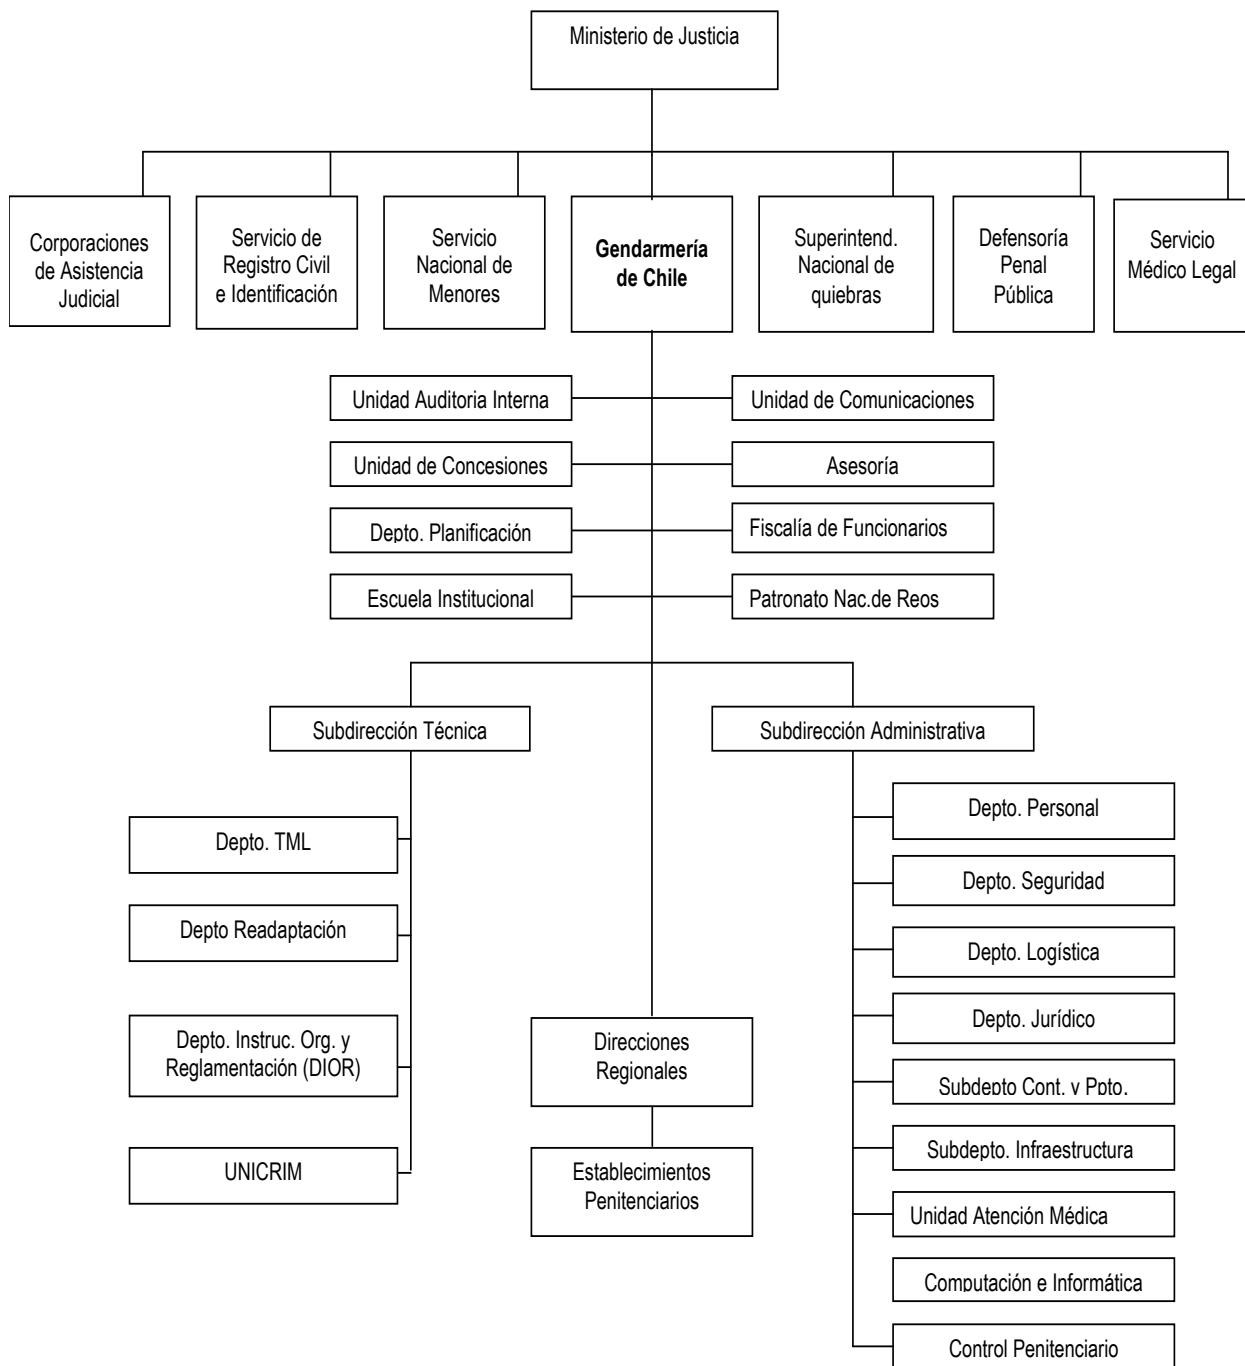 Ministerio de Justicia
Corporaciones
de Asistencia
Judicial
Servicio de
Registro Civil
e Identificación
Servicio
Nacional de
Menores
Gendarmería
de Chile
Superintend.
Nacional de
quiebras
Defensoría
Penal
Pública
Servicio
Médico Legal
Unidad Auditoria Interna
Unidad de Comunicaciones
Unidad de Concesiones
Asesoría
Depto. Planificación
Fiscalía de Funcionarios
Escuela Institucional
Patronato Nac.de Reos
Subdirección Técnica
Subdirección Administrativa
Depto. TML
Depto Readaptación
Depto. Instruc. Org. y
Reglamentación (DIOR)
UNICRIM
Direcciones
Regionales
Establecimientos
Penitenciarios
Depto. Personal
Depto. Seguridad
Depto. Logística
Depto. Jurídico
Subdepto Cont. y Ppto.
Subdepto. Infraestructura
Unidad Atención Médica
Computación e Informática
Control Penitenciario